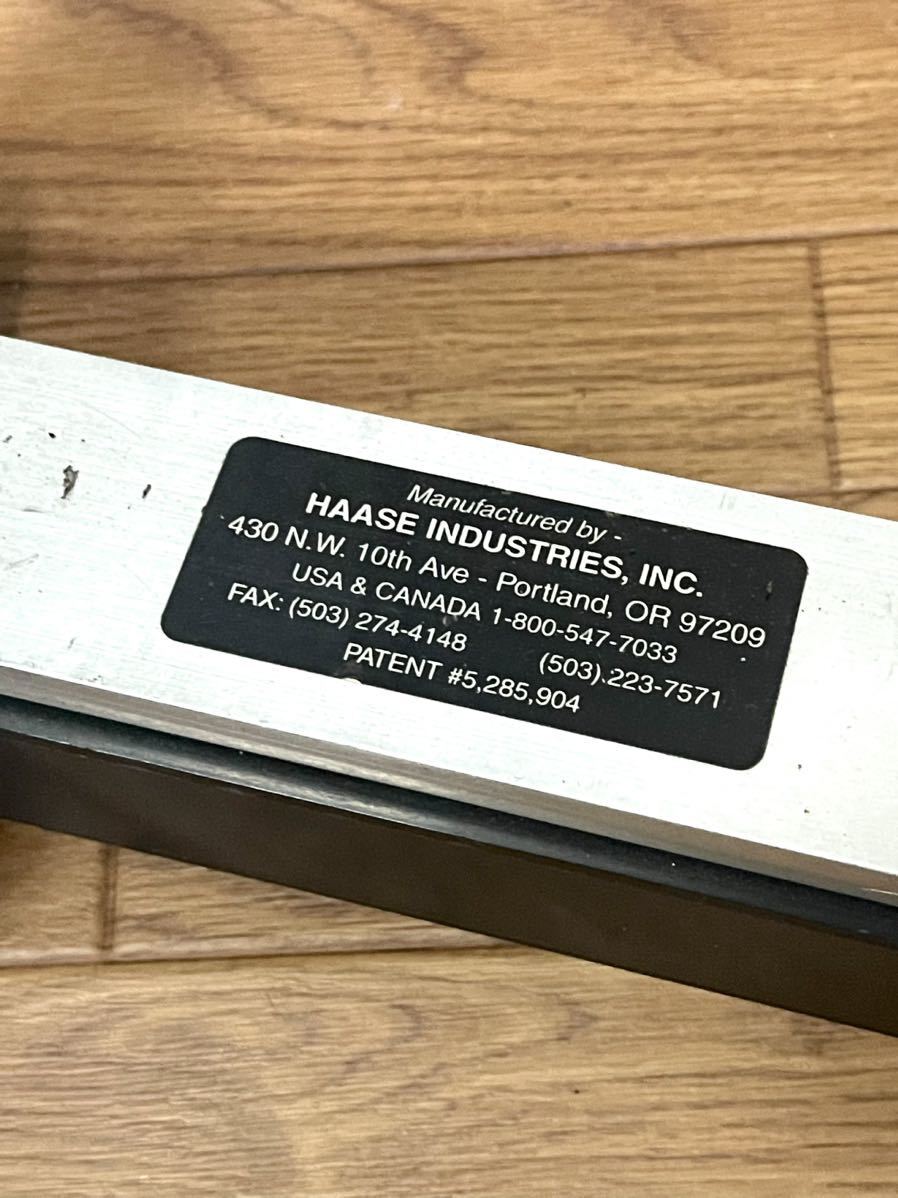 Manufactured by -
HAASE INDUSTRIES, INC.
430 N.W. 10th Ave - Portland, OR 97209
USA & CANADA 1-800-547-7033
FAX: (503) 274-4148 (503) 223-7571
PATENT #5,285,904